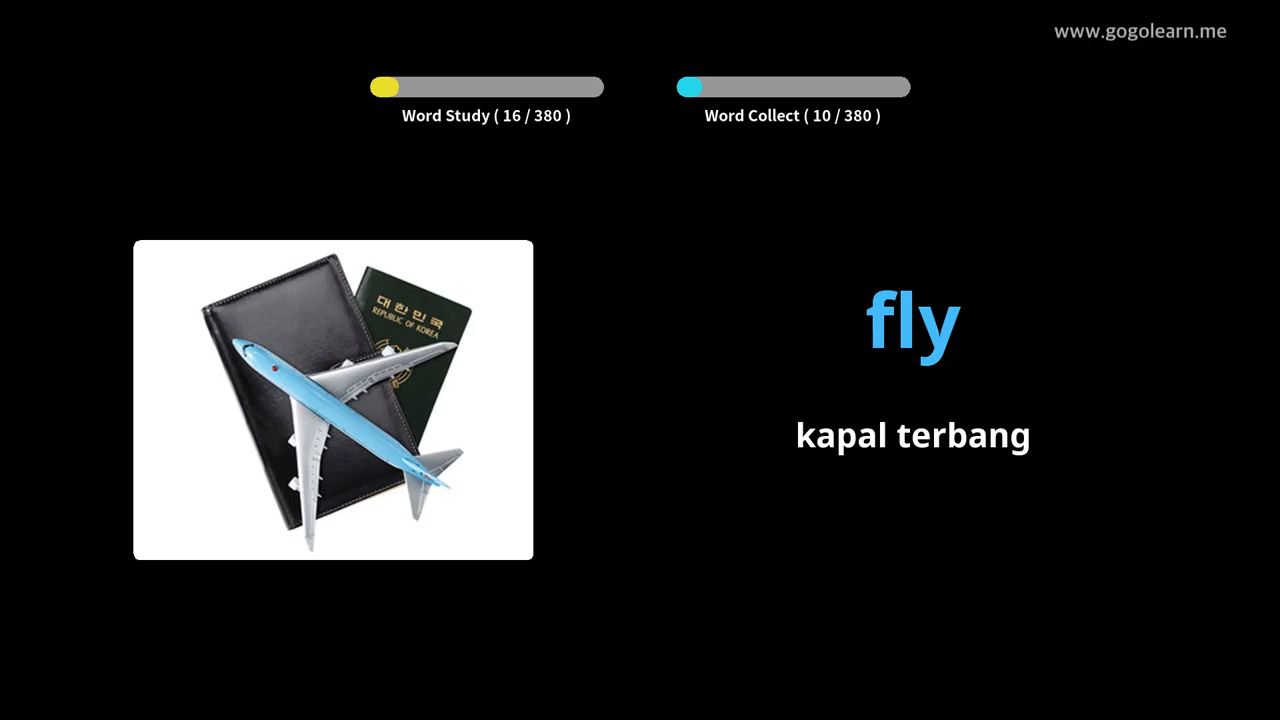 www.gogolearn.me
Word Study ( 16 / 380 )
Word Collect ( 10 / 380 )
대한민국
REPUBLIC OF KOREA
fly
kapal terbang